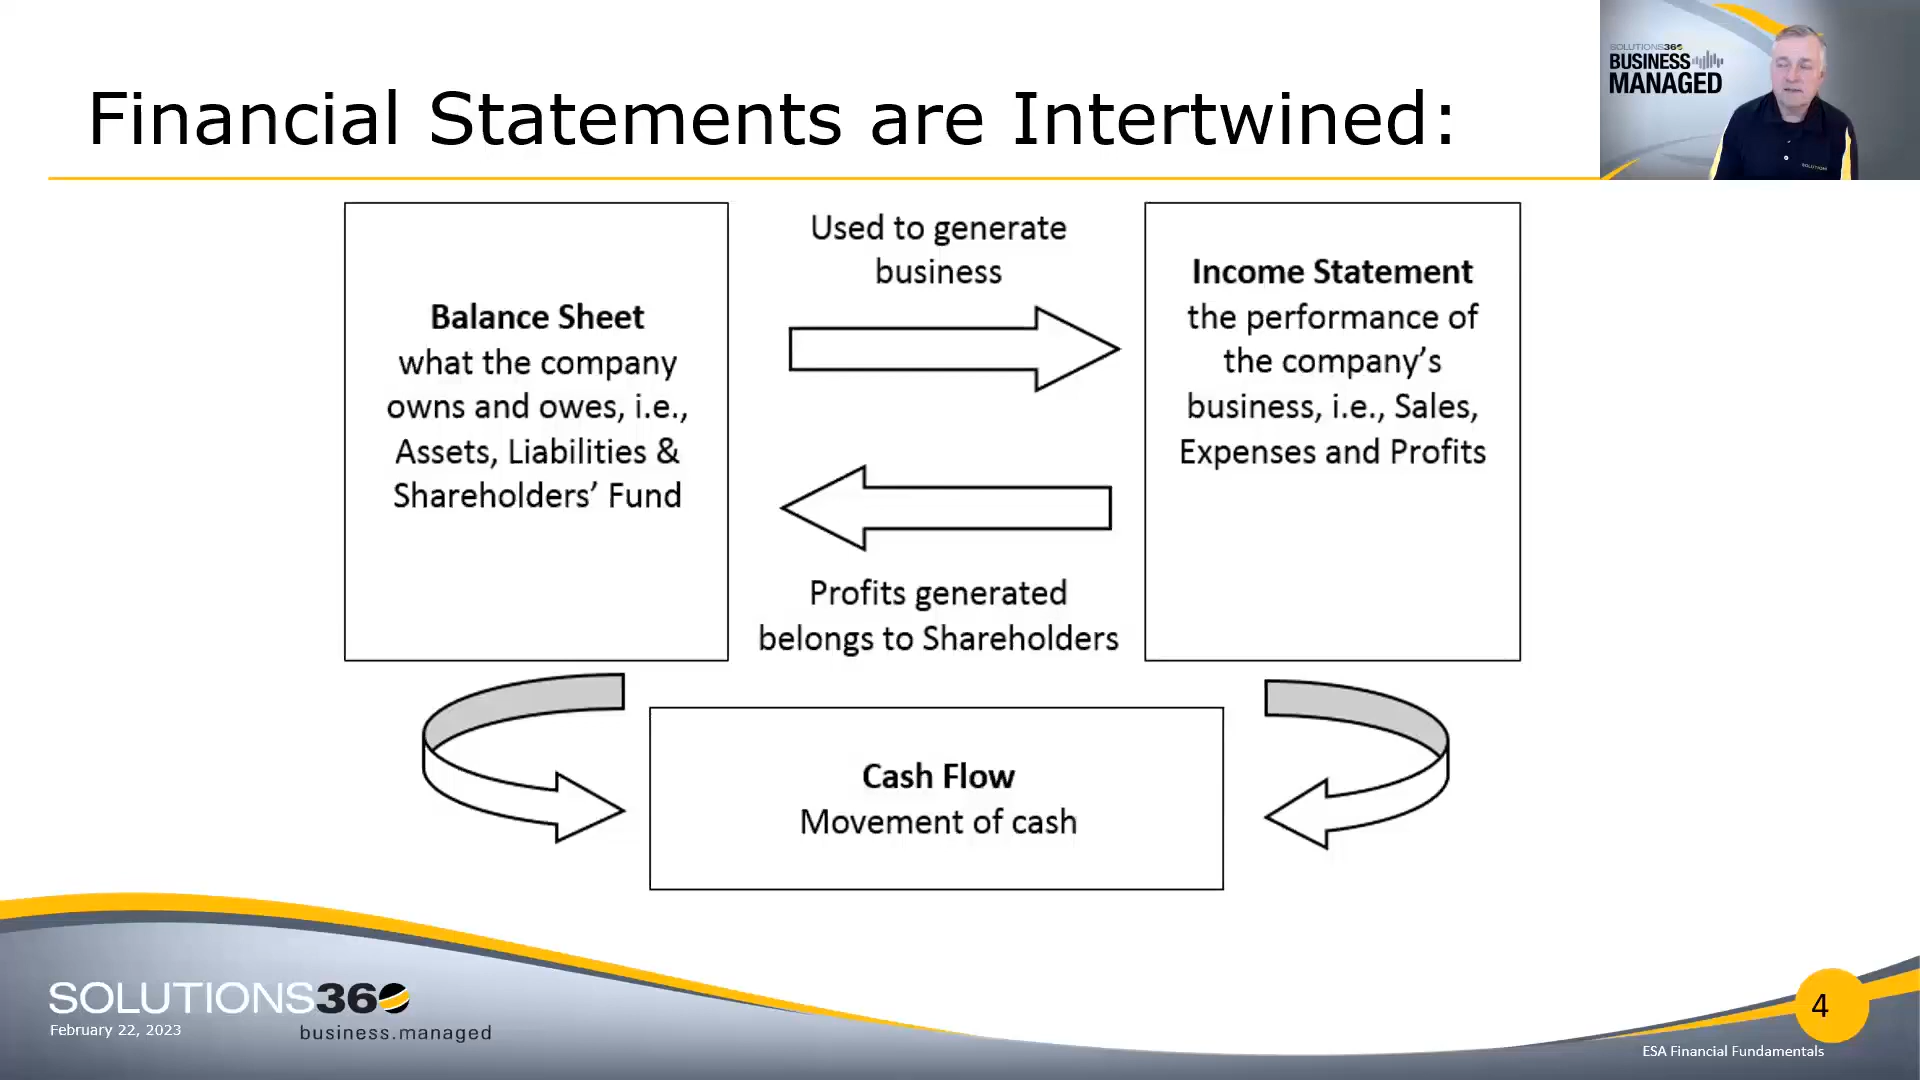 Financial Statements are Intertwined:
SOLUTIONS360
BUSINESS
MANAGED
SOLUTIONS
Balance Sheet
what the company
owns and owes, i.e.,
Assets, Liabilities &
Shareholders’ Fund
Used to generate
business
Profits generated
belongs to Shareholders
Income Statement
the performance of
the company’s
business, i.e., Sales,
Expenses and Profits
Cash Flow
Movement of cash
SOLUTIONS360
February 22, 2023
business.managed
4
ESA Financial Fundamentals